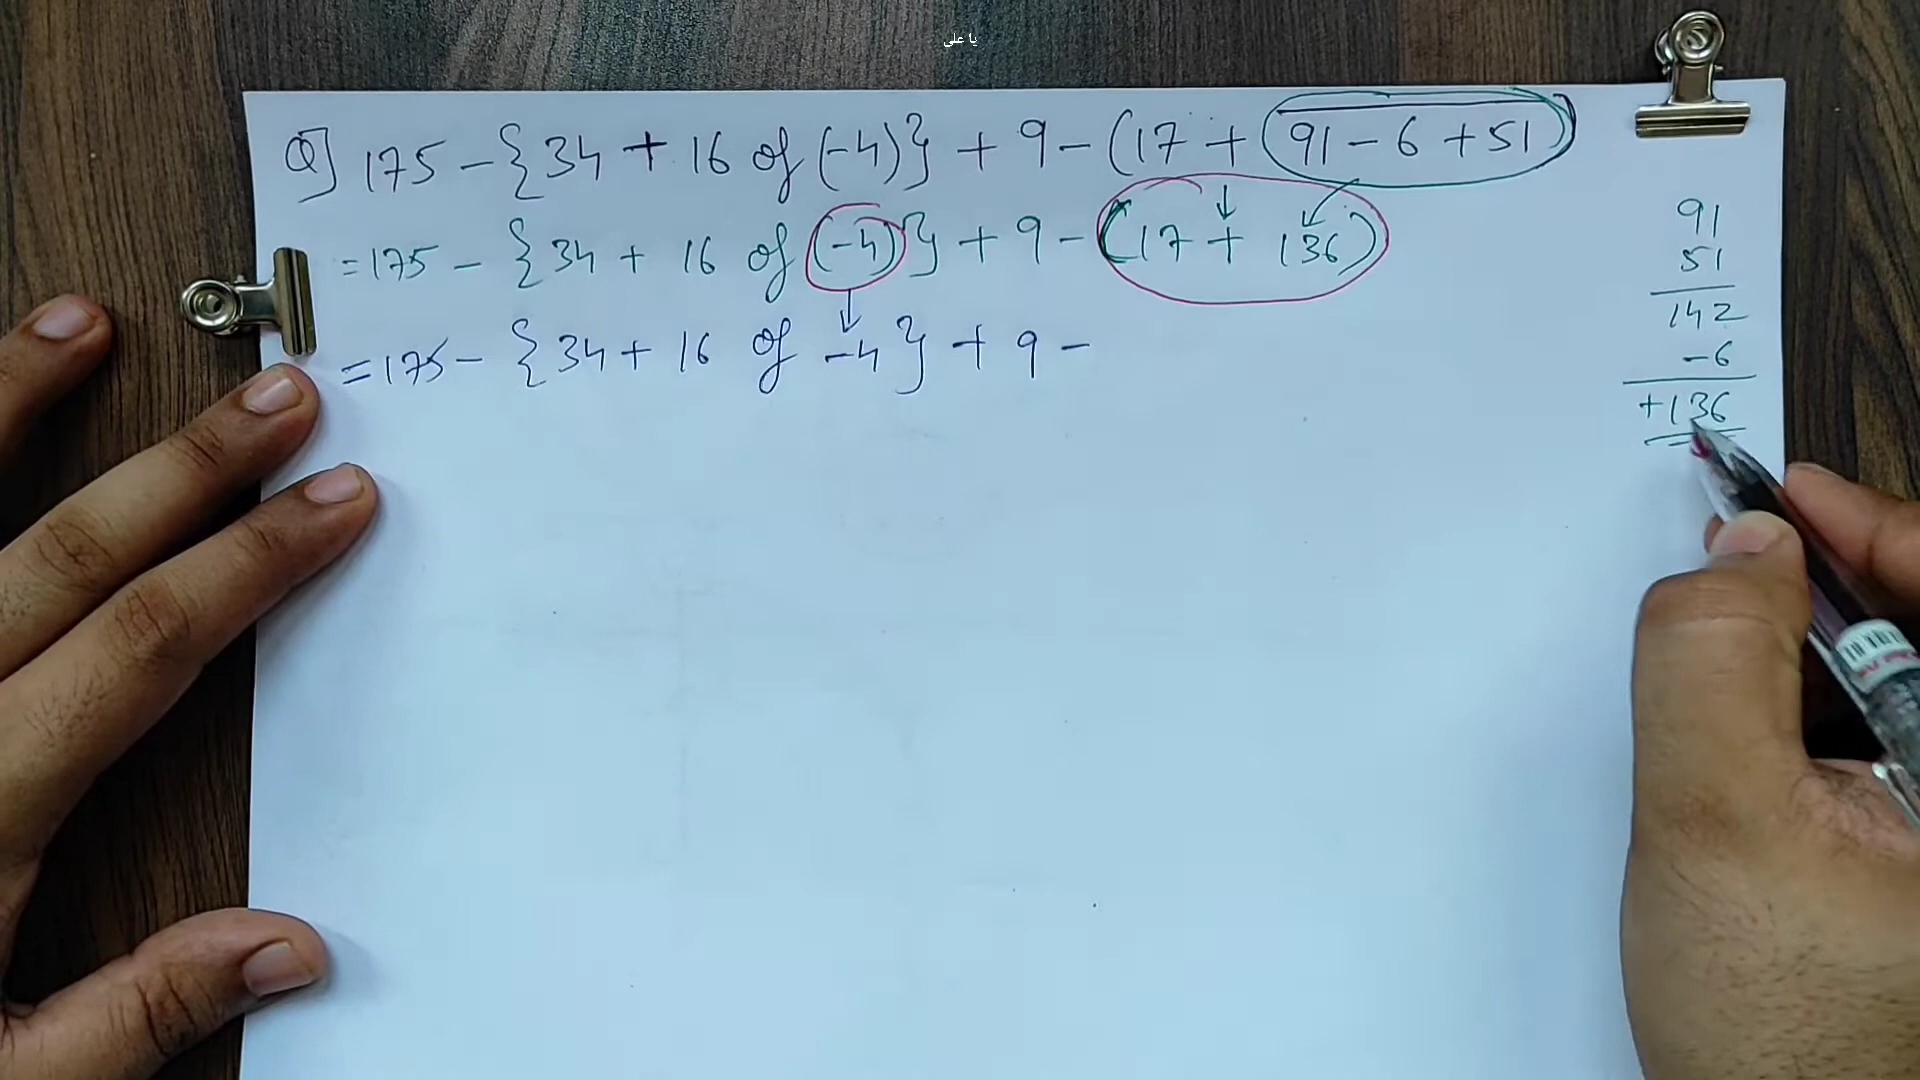 يا على
Q] 175 - {34 + 16 of (-4)} + 9 - (17 + 91 - 6 + 51)
= 175 - {34 + 16 of (-4)} + 9 - (17 + 136)
= 175 - {34 + 16 of -4} + 9 -
91
51
142
-6
+136